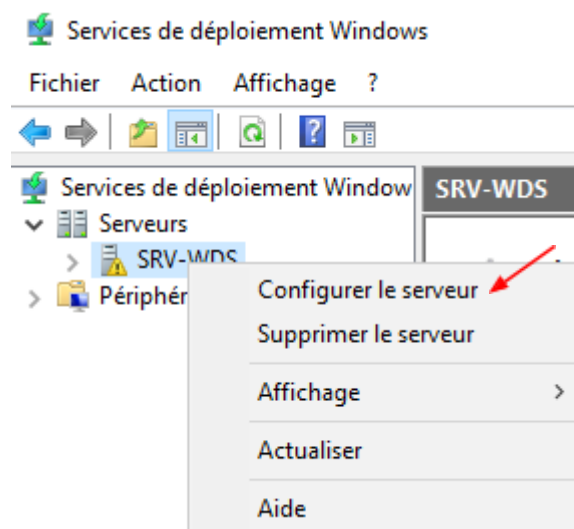 Services de déploiement Windows
Fichier Action Affichage ?
Services de déploiement Window
SRV-WDS
Serveurs
SRV-WDS
Périphér
Configurer le serveur
Supprimer le serveur
Affichage
Actualiser
Aide